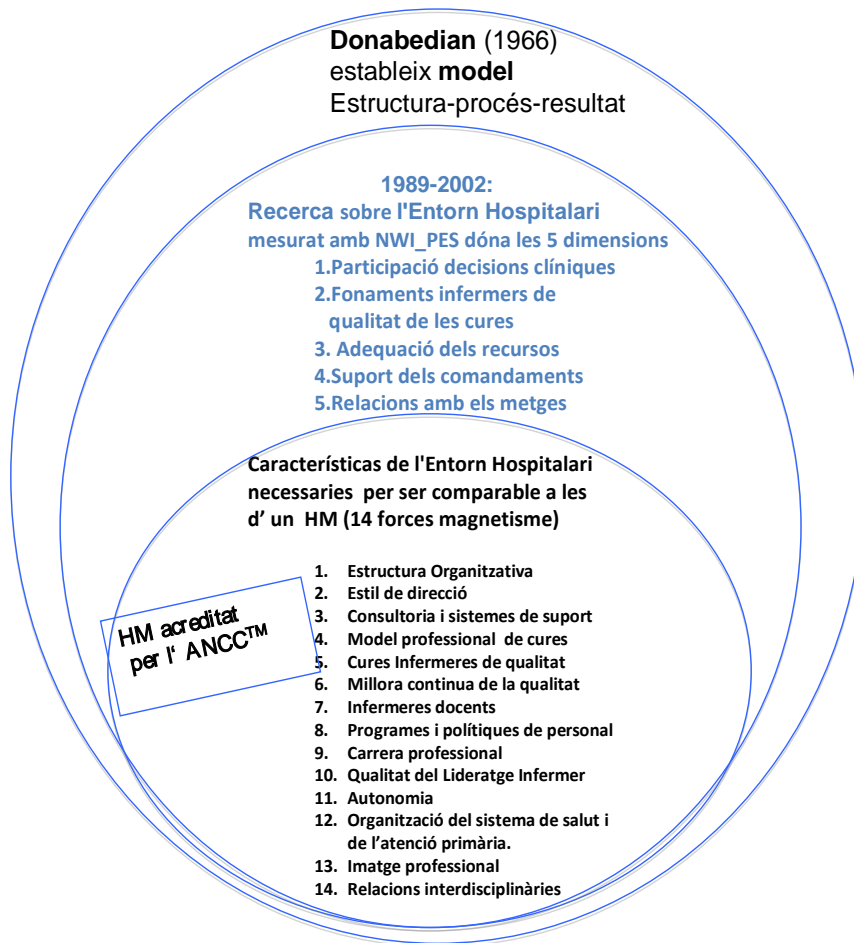 Donabedian (1966)
estableix model
Estructura-procés-resultat
1989-2002:
Recerca sobre l'Entorn Hospitalari
mesurat amb NWI_PES dóna les 5 dimensions
1.Participació decisions clíniques
2.Fonaments infermers de
qualitat de les cures
3. Adequació dels recursos
4.Suport dels comandaments
5.Relacions amb els metges
Características de l'Entorn Hospitalari
necessaries per ser comparable a les
d' un HM (14 forces magnetisme)
HM acreditat
per l' ANCC™
1. Estructura Organitzativa
2. Estil de direcció
3. Consultoria i sistemes de suport
4. Model professional de cures
5. Cures Infermeres de qualitat
6. Millora continua de la qualitat
7. Infermeres docents
8. Programes i polítiques de personal
9. Carrera professional
10. Qualitat del Lideratge Infermer
11. Autonomia
12. Organització del sistema de salut i
de l'atenció primària.
13. Imatge professional
14. Relacions interdisciplinàries